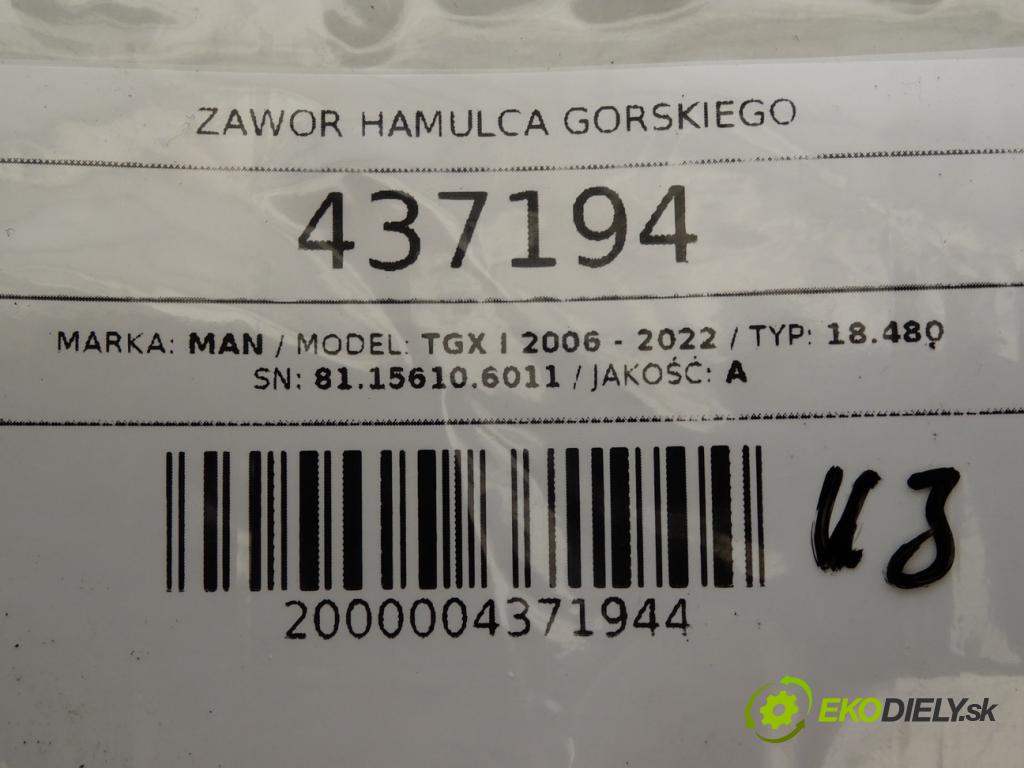 ZAWOR HAMULCA GORSKIEGO
437194
MARKA: MAN / MODEL: TGX I 2006 - 2022 / TYP: 18.480
SN: 81.15610.6011 / JAKOŚĆ: A
2000004371944
EKODIELY.sk